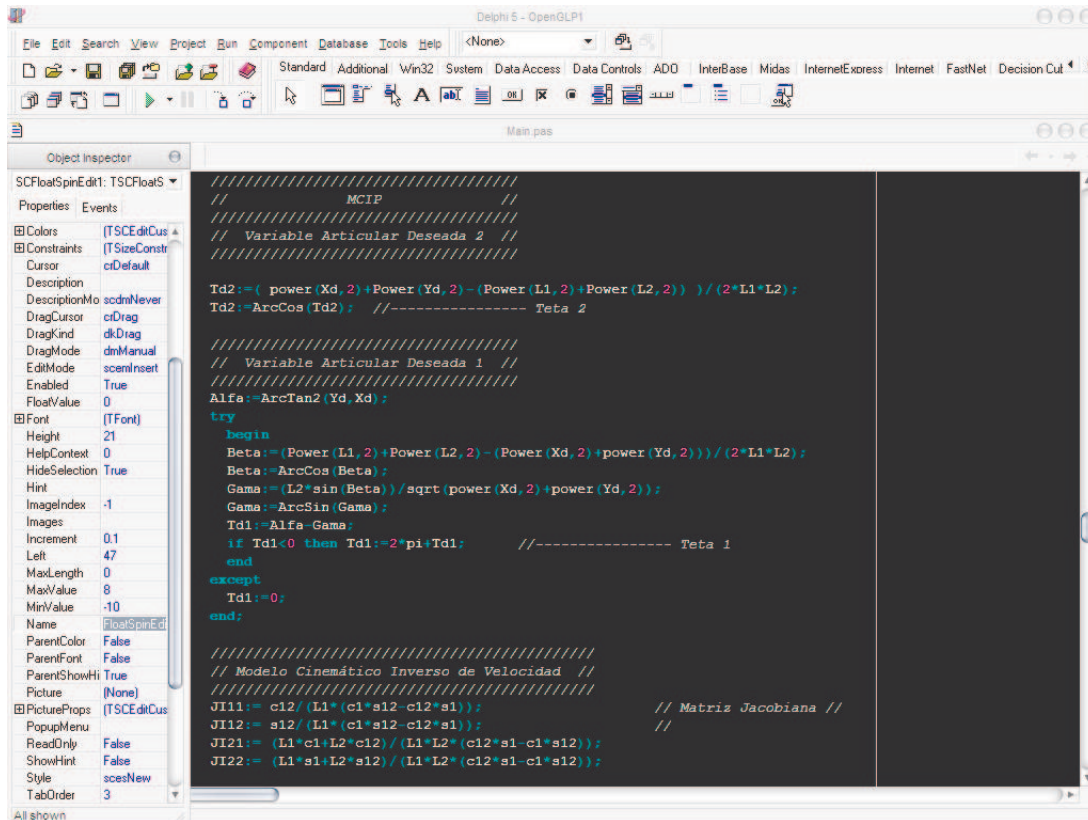 Delphi 5 - OpenGLP1
File Edit Search View Project Run Component Database Tools Help <None>
Standard Additional Win32 System Data Access Data Controls ADO InterBase Midas InternetExpress Internet FastNet Decision Cub
Main.pas
Object Inspector
SCFloatSpinEdit1: TSCFloatS
Properties Events
Colors (TSCEditCus
Constraints (TSizeConstr
Cursor crDefault
Description
DescriptionMo scdmNever
DragCursor crDrag
DragKind dkDrag
DragMode dmManual
EditMode scemInsert
Enabled True
FloatValue 0
Font (TFont)
Height 21
HelpContext 0
HideSelection True
Hint
ImageIndex -1
Images
Increment 0.1
Left 47
MaxLength 0
MaxValue 8
MinValue -10
Name FloatSpinEdi
ParentColor False
ParentFont False
ParentShowHi True
Picture (None)
PictureProps (TSCEditCus
PopupMenu
ReadOnly False
ShowHint False
Style scesNew
TabOrder 3
All shown
////////////////////////////////////
// MCIP //
////////////////////////////////////
// Variable Articular Deseada 2 //
////////////////////////////////////
Td2:=( power(Xd,2)+Power(Yd,2)-(Power(L1,2)+Power(L2,2)) )/(2*L1*L2);
Td2:=ArcCos(Td2); //---------------- Teta 2
////////////////////////////////////
// Variable Articular Deseada 1 //
////////////////////////////////////
Alfa:=ArcTan2(Yd,Xd);
try
begin
Beta:=(Power(L1,2)+Power(L2,2)-(Power(Xd,2)+power(Yd,2)))/(2*L1*L2);
Beta:=ArcCos(Beta);
Gama:=(L2*sin(Beta))/sqrt(power(Xd,2)+power(Yd,2));
Gama:=ArcSin(Gama);
Td1:=Alfa-Gama;
if Td1<0 then Td1:=2*pi+Td1; //---------------- Teta 1
end
except
Td1:=0;
end;
/////////////////////////////////////////////
// Modelo Cinemático Inverso de Velocidad //
/////////////////////////////////////////////
JI11:= c12/(L1*(c1*s12-c12*s1)); // Matriz Jacobiana //
JI12:= s12/(L1*(c1*s12-c12*s1)); //
JI21:= (L1*c1+L2*c12)/(L1*L2*(c12*s1-c1*s12));
JI22:= (L1*s1+L2*s12)/(L1*L2*(c12*s1-c1*s12));